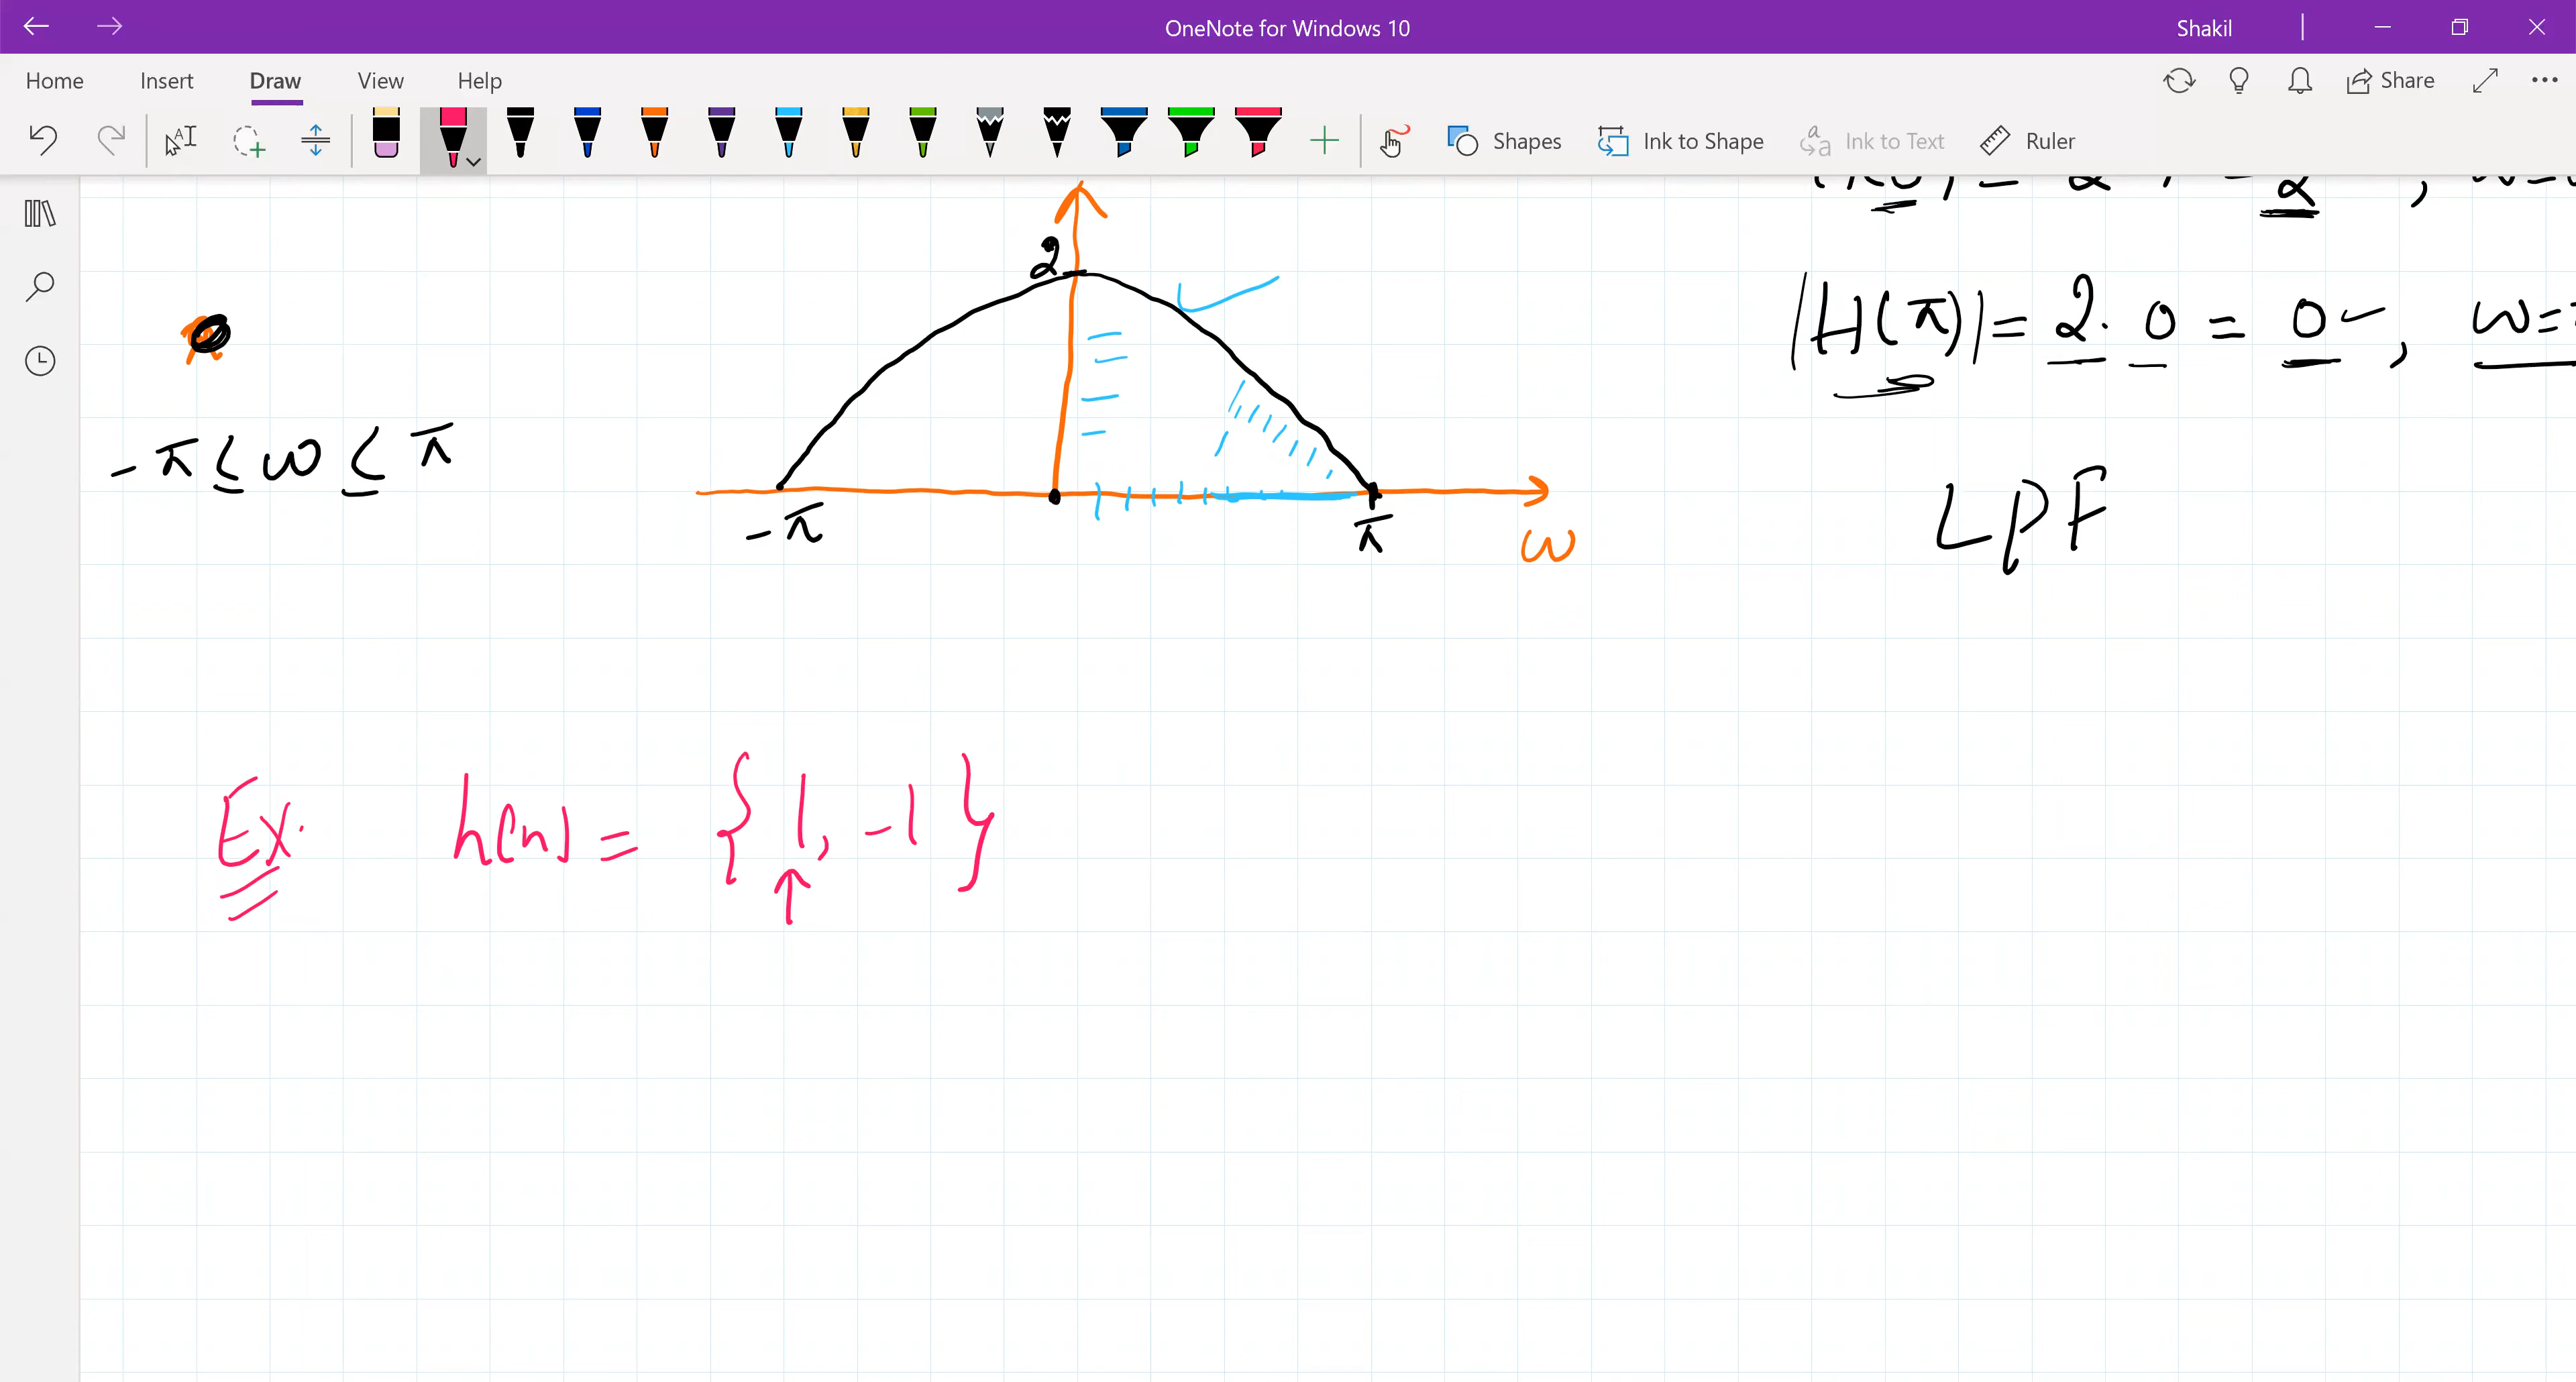 OneNote for Windows 10
Shakil
Home Insert Draw View Help
Share
Shapes Ink to Shape Ink to Text Ruler
2
|H(π)| = 2 · 0 = 0 , ω=
-π ≤ ω ≤ π
-π
π
ω
LPF
Ex. h(n) = { 1, -1 }
↑